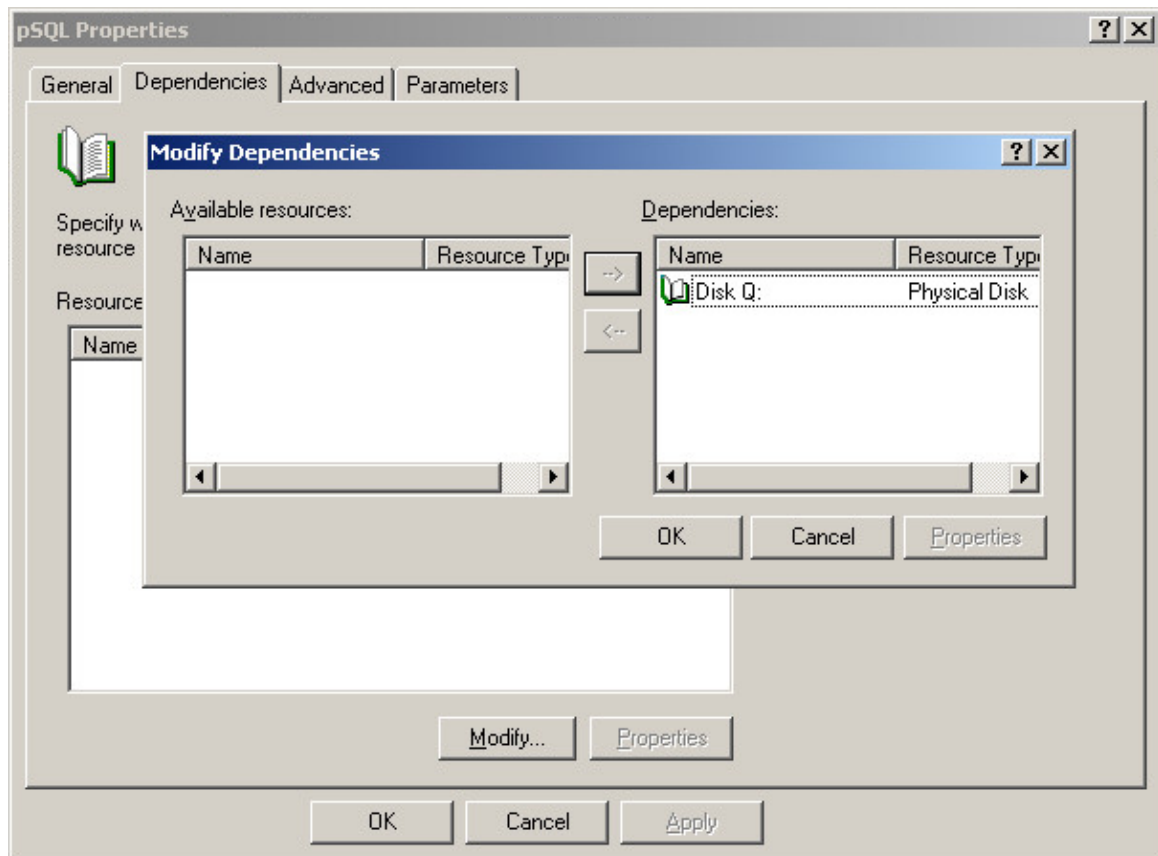 pSQL Properties
General Dependencies Advanced Parameters
Modify Dependencies
Specify w
resource
Resource
Name
Available resources: Dependencies:
Name Resource Typ
Name Resource Typ
--> 
<--
Disk Q: Physical Disk
OK Cancel Properties
Modify... Properties
OK Cancel Apply